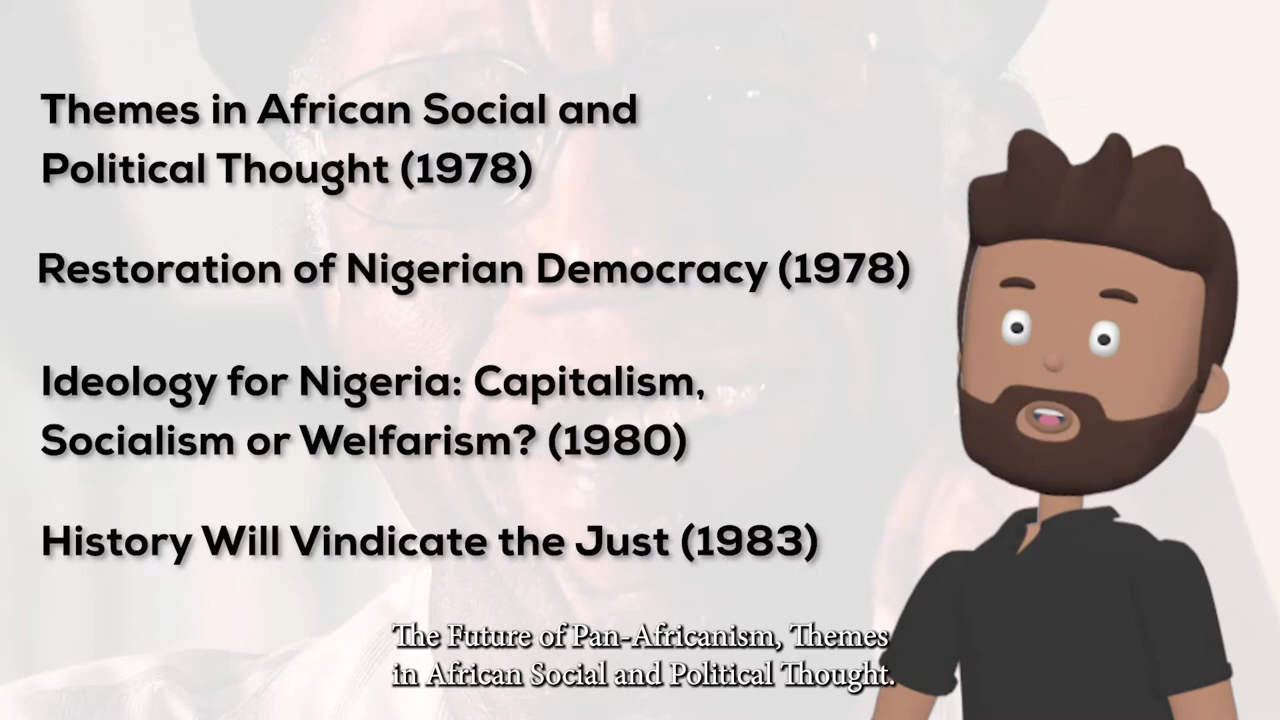 Themes in African Social and
Political Thought (1978)
Restoration of Nigerian Democracy (1978)
Ideology for Nigeria: Capitalism,
Socialism or Welfarism? (1980)
History Will Vindicate the Just (1983)
The Future of Pan-Africanism, Themes
in African Social and Political Thought.